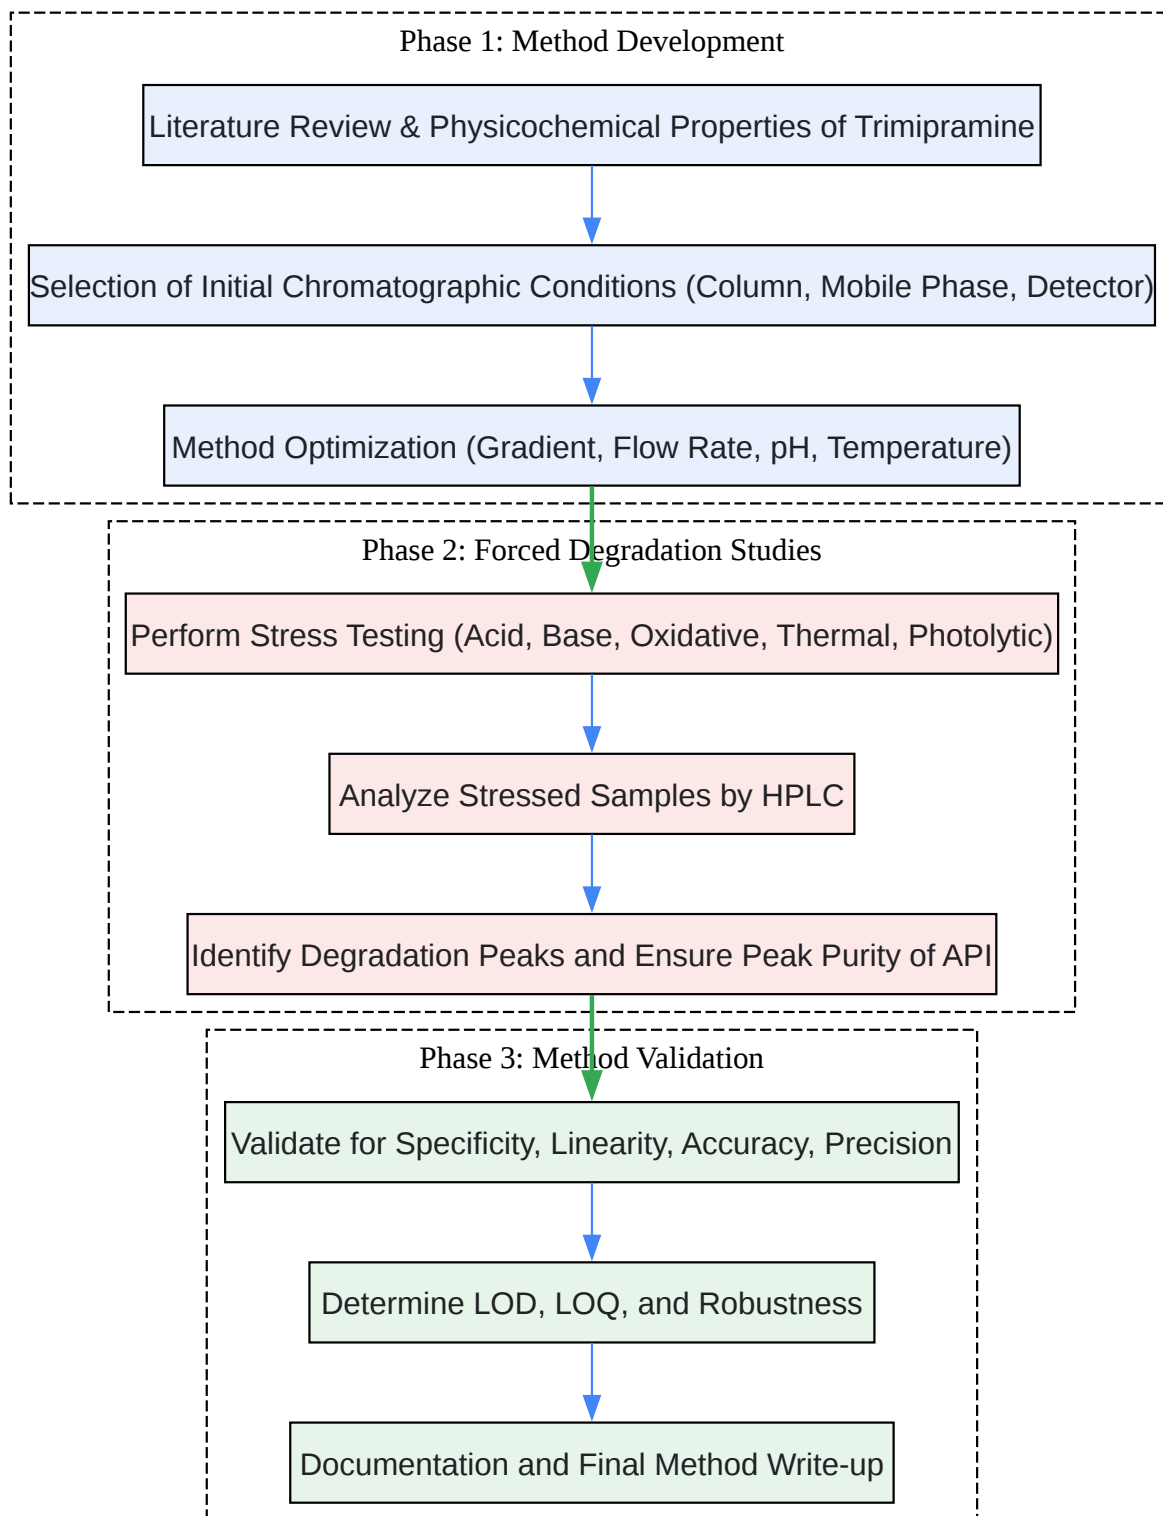 Phase 1: Method Development
Literature Review & Physicochemical Properties of Trimipramine
Selection of Initial Chromatographic Conditions (Column, Mobile Phase, Detector)
Method Optimization (Gradient, Flow Rate, pH, Temperature)
Phase 2: Forced Degradation Studies
Perform Stress Testing (Acid, Base, Oxidative, Thermal, Photolytic)
Analyze Stressed Samples by HPLC
Identify Degradation Peaks and Ensure Peak Purity of API
Phase 3: Method Validation
Validate for Specificity, Linearity, Accuracy, Precision
Determine LOD, LOQ, and Robustness
Documentation and Final Method Write-up